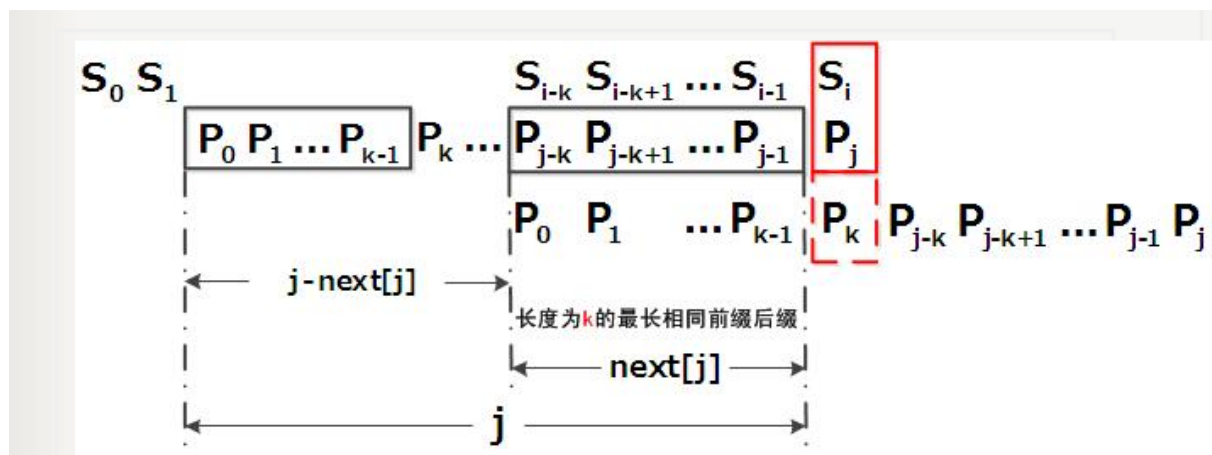 S0 S1 Si-k Si-k+1 ... Si-1 Si
P0 P1 ... Pk-1 Pk ... Pj-k Pj-k+1 ... Pj-1 Pj
P0 P1 ... Pk-1 Pk Pj-k Pj-k+1 ... Pj-1 Pj
j-next[j]
长度为k的最长相同前缀后缀
next[j]
j